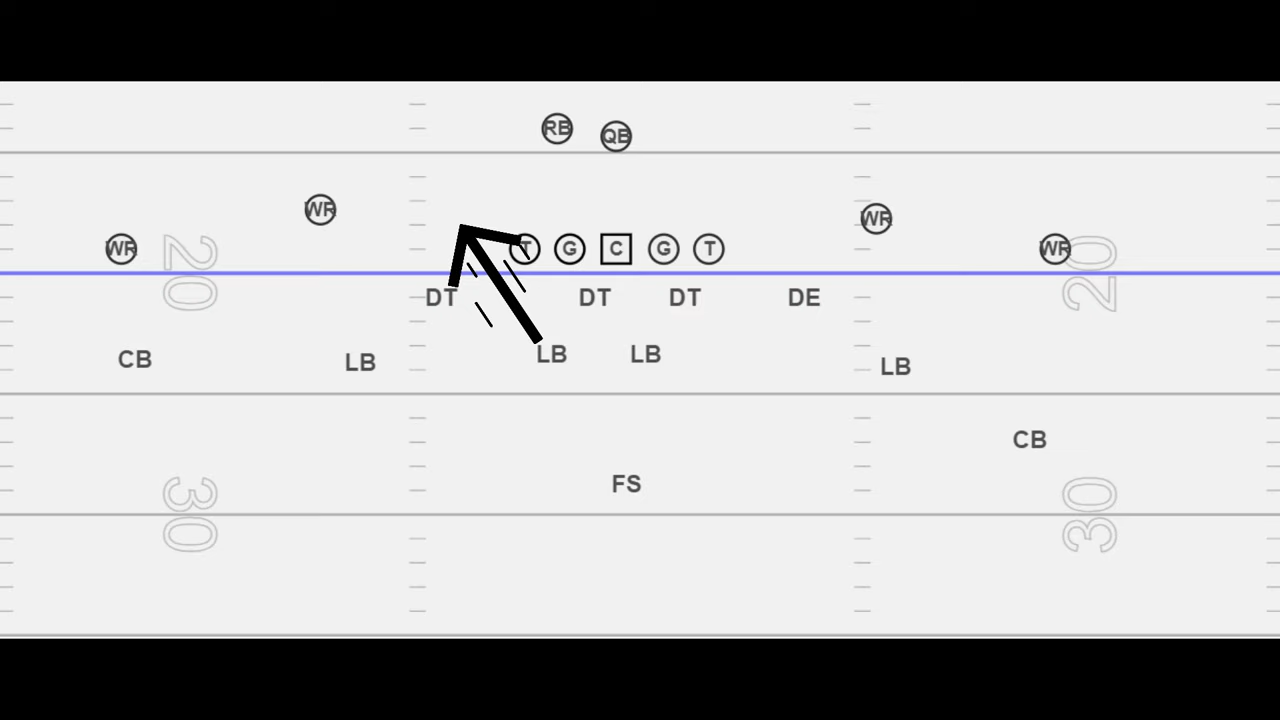 RB QB
WR WR
WR T G C G T WR
20 20
DT DT DT DE
CB LB LB LB LB
CB
FS
30 30